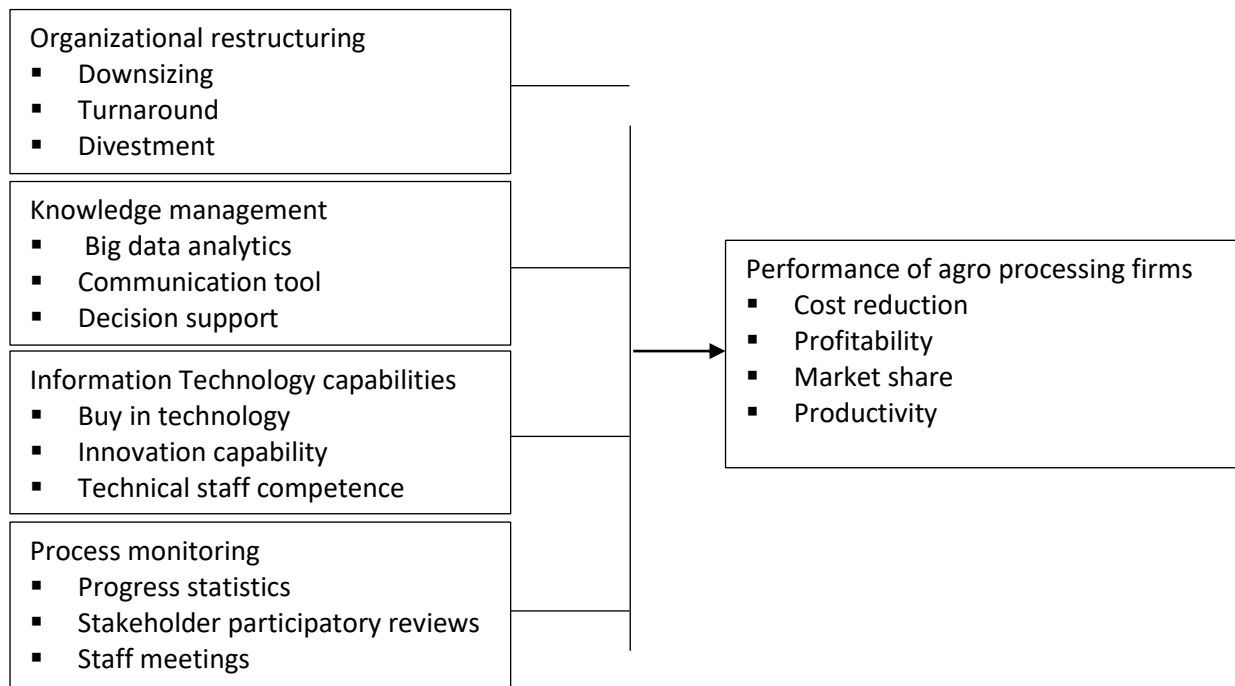 Organizational restructuring
▪ Downsizing
▪ Turnaround
▪ Divestment
Knowledge management
▪ Big data analytics
▪ Communication tool
▪ Decision support
Information Technology capabilities
▪ Buy in technology
▪ Innovation capability
▪ Technical staff competence
Process monitoring
▪ Progress statistics
▪ Stakeholder participatory reviews
▪ Staff meetings
Performance of agro processing firms
▪ Cost reduction
▪ Profitability
▪ Market share
▪ Productivity